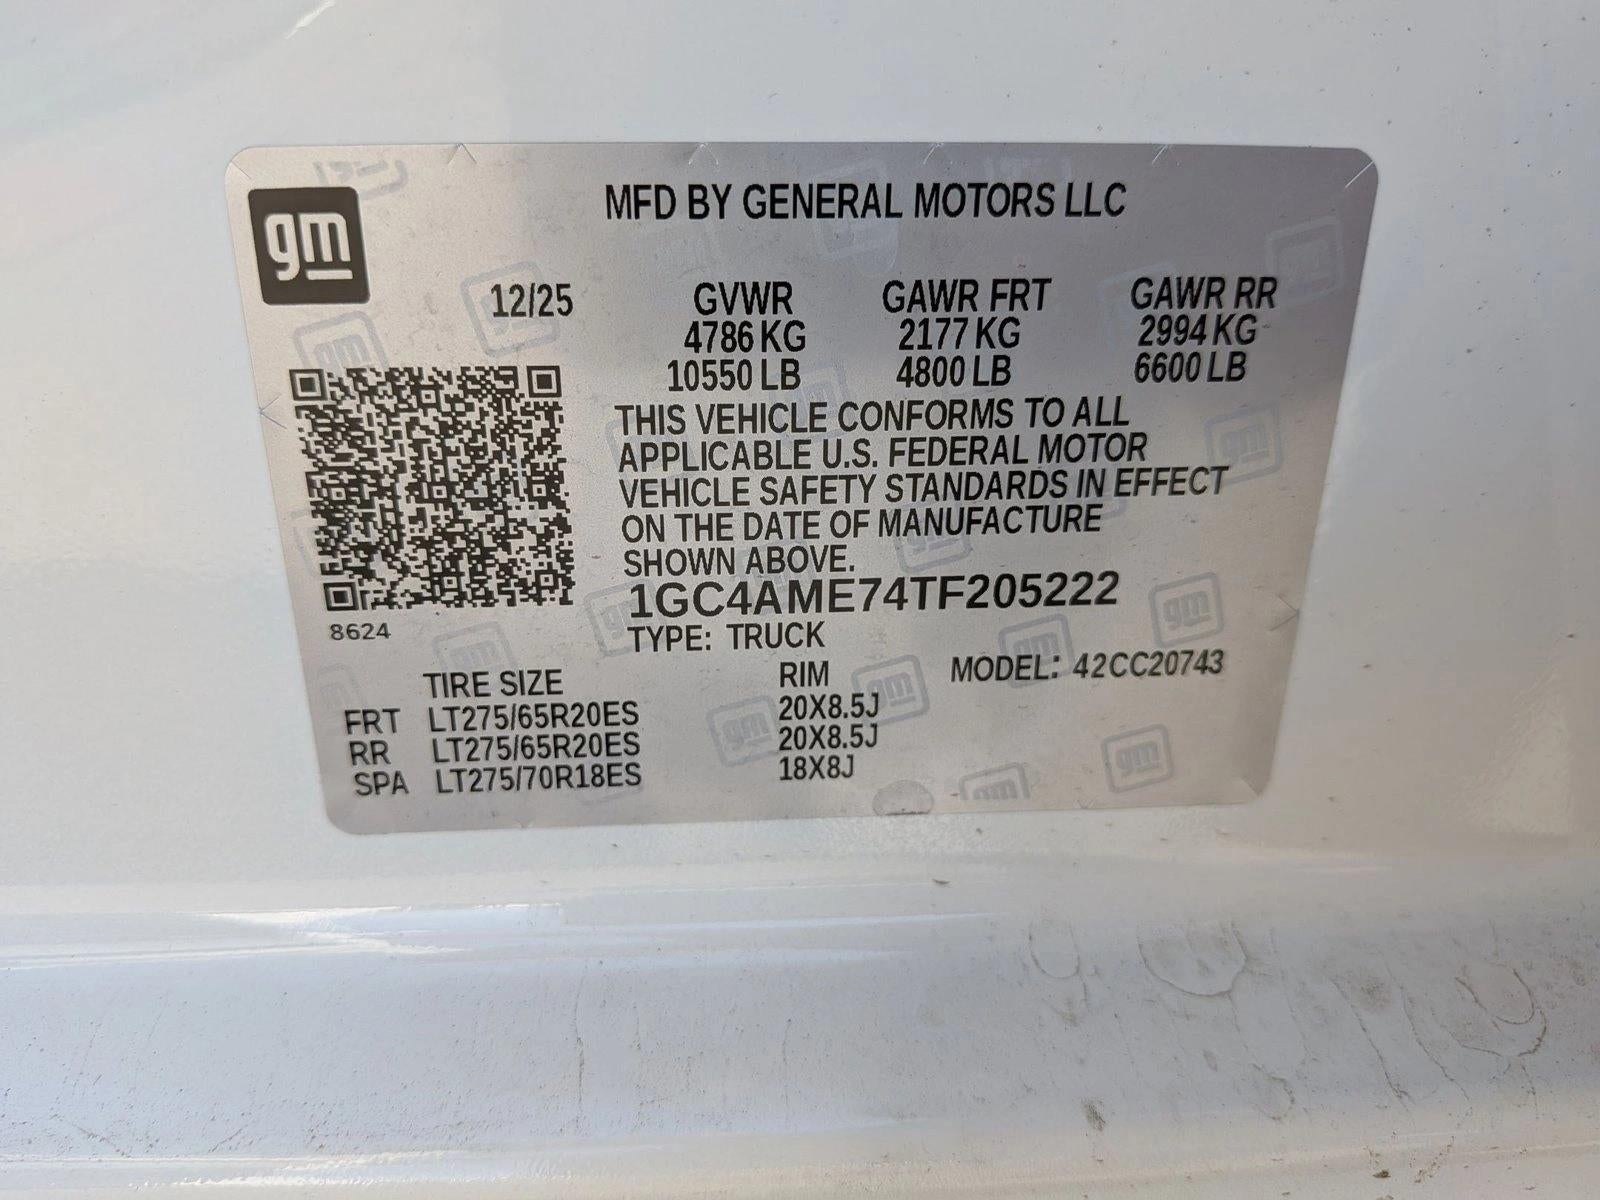 gm
MFD BY GENERAL MOTORS LLC
12/25 GVWR GAWR FRT GAWR RR
4786 KG 2177 KG 2994 KG
10550 LB 4800 LB 6600 LB
THIS VEHICLE CONFORMS TO ALL
APPLICABLE U.S. FEDERAL MOTOR
VEHICLE SAFETY STANDARDS IN EFFECT
ON THE DATE OF MANUFACTURE
SHOWN ABOVE.
1GC4AME74TF205222
8624
TYPE: TRUCK
TIRE SIZE RIM MODEL: 42CC20743
FRT LT275/65R20ES 20X8.5J
RR LT275/65R20ES 20X8.5J
SPA LT275/70R18ES 18X8J